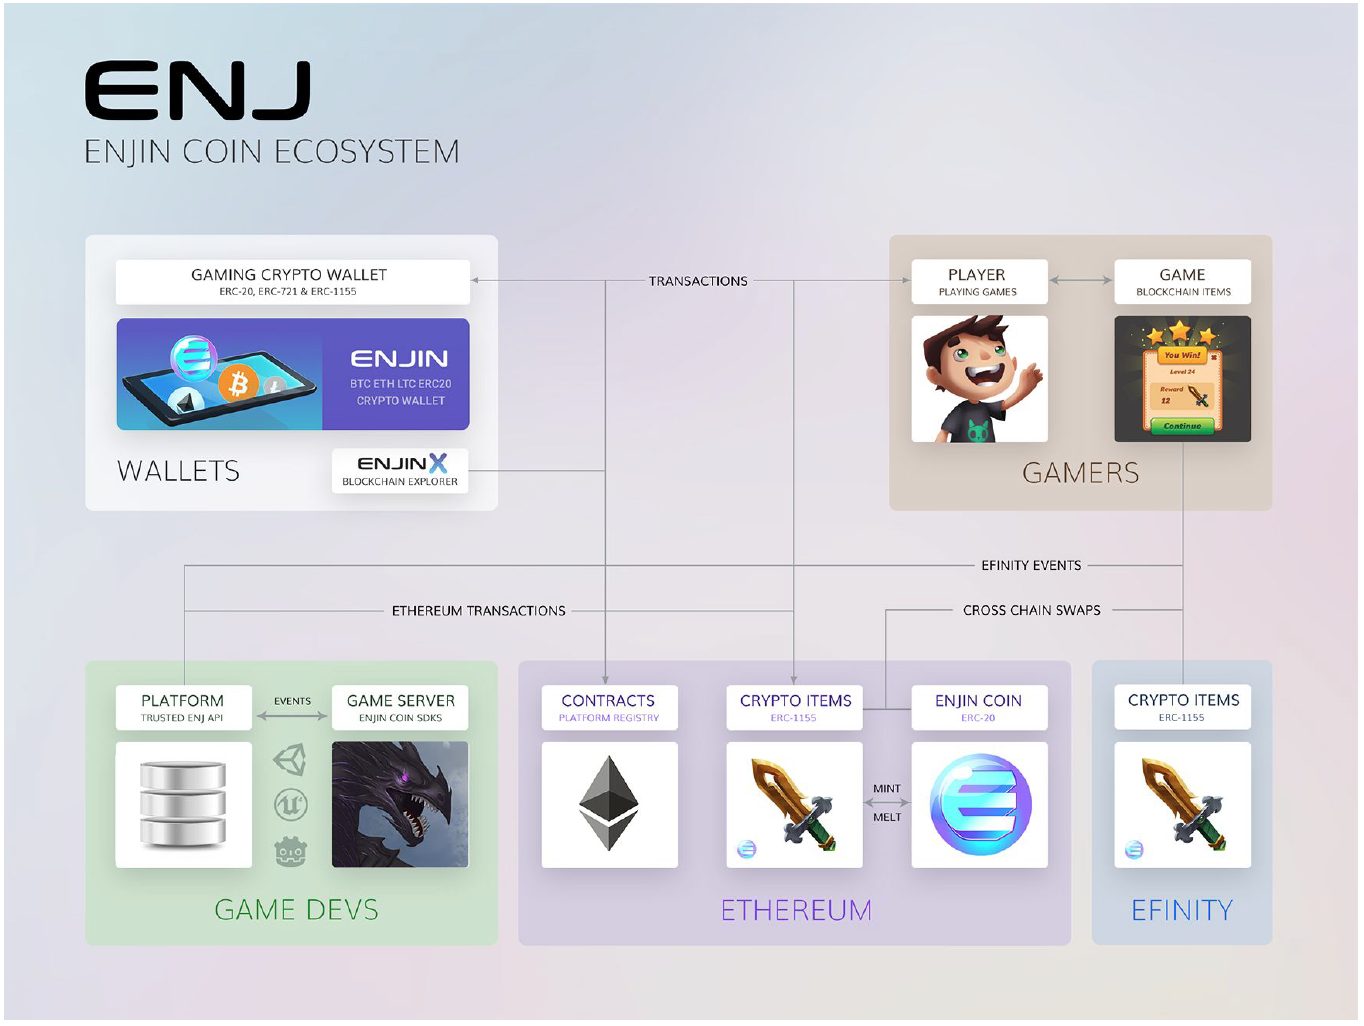 ENJ
ENJIN COIN ECOSYSTEM
GAMING CRYPTO WALLET
ERC-20, ERC-721 & ERC-1155
ENJIN
BTC ETH LTC ERC20
CRYPTO WALLET
WALLETS
ENJINX
BLOCKCHAIN EXPLORER
TRANSACTIONS
PLAYER
PLAYING GAMES
GAME
BLOCKCHAIN ITEMS
You Win!
Level 24
Reward
12
Continue
GAMERS
EFINITY EVENTS
ETHEREUM TRANSACTIONS
CROSS CHAIN SWAPS
PLATFORM
TRUSTED ENJ API
EVENTS
GAME SERVER
ENJIN COIN SDKS
GAME DEVS
CONTRACTS
PLATFORM REGISTRY
CRYPTO ITEMS
ERC-1155
ENJIN COIN
ERC-20
MINT
MELT
ETHEREUM
CRYPTO ITEMS
ERC-1155
EFINITY